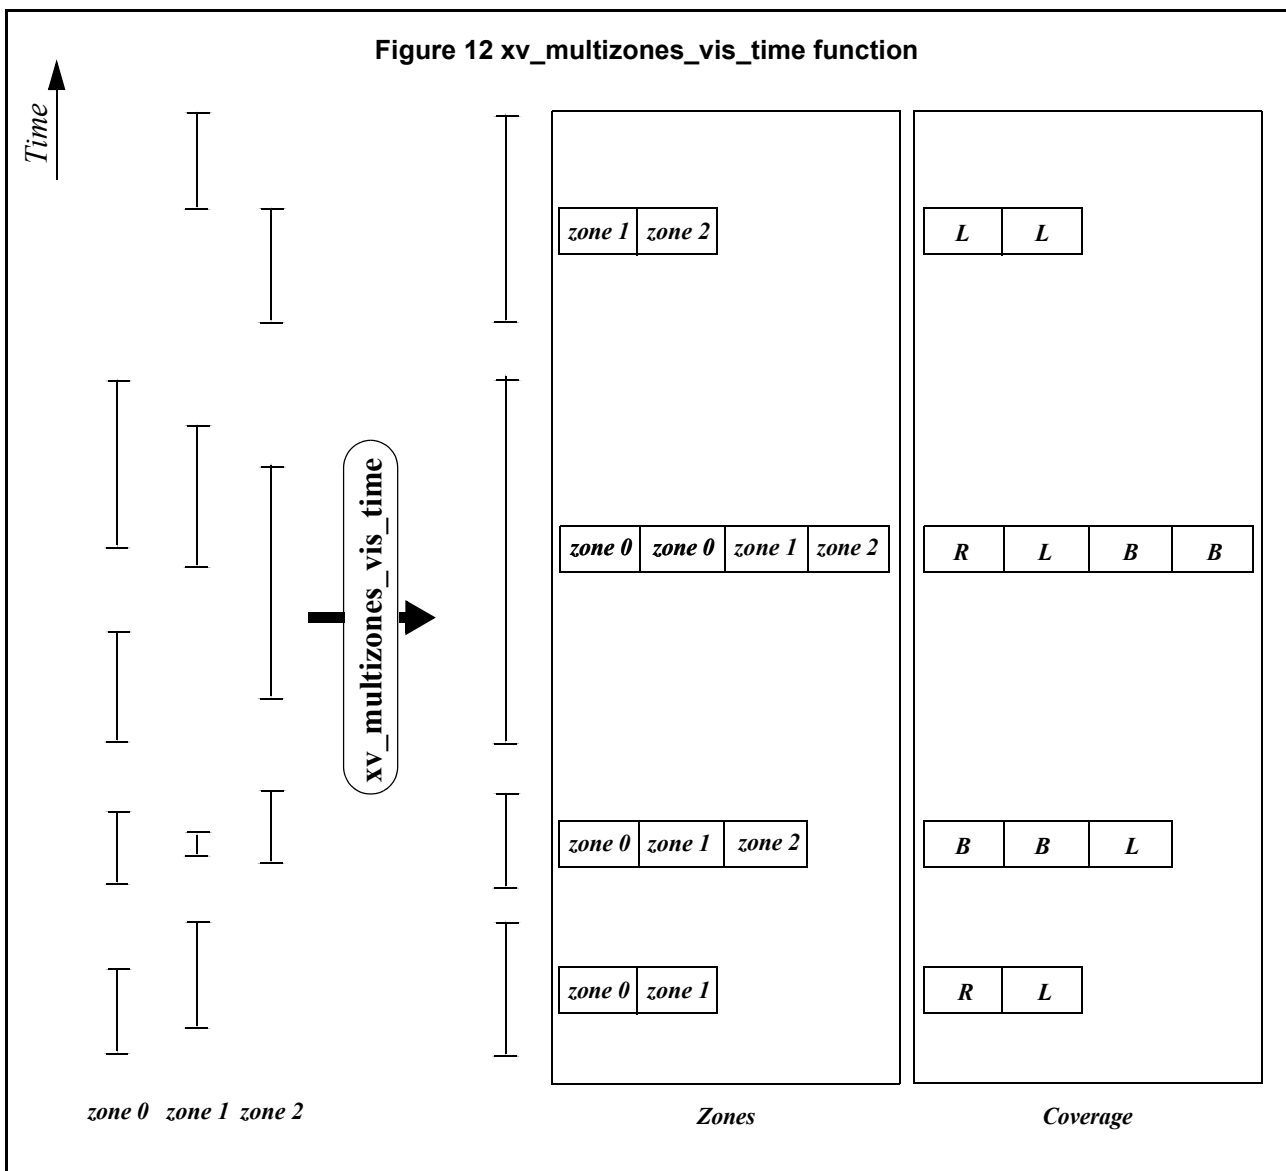 Figure 12 xv_multizones_vis_time function
Time
zone 1 zone 2
L L
xv_multizones_vis_time
zone 0 zone 0 zone 1 zone 2
R L B B
zone 0 zone 1 zone 2
B B L
zone 0 zone 1
R L
zone 0 zone 1 zone 2
Zones
Coverage